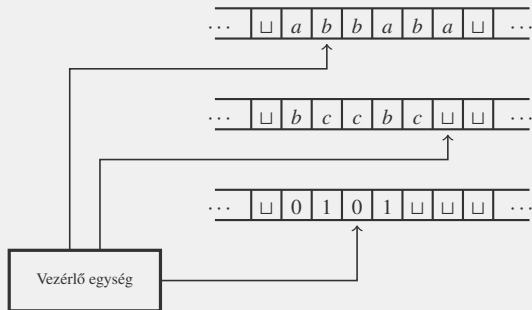 ··· ⊔ a b b a b a ⊔ ···
··· ⊔ b c c b c ⊔ ⊔ ···
··· ⊔ 0 1 0 1 ⊔ ⊔ ⊔ ···
Vezérlő egység